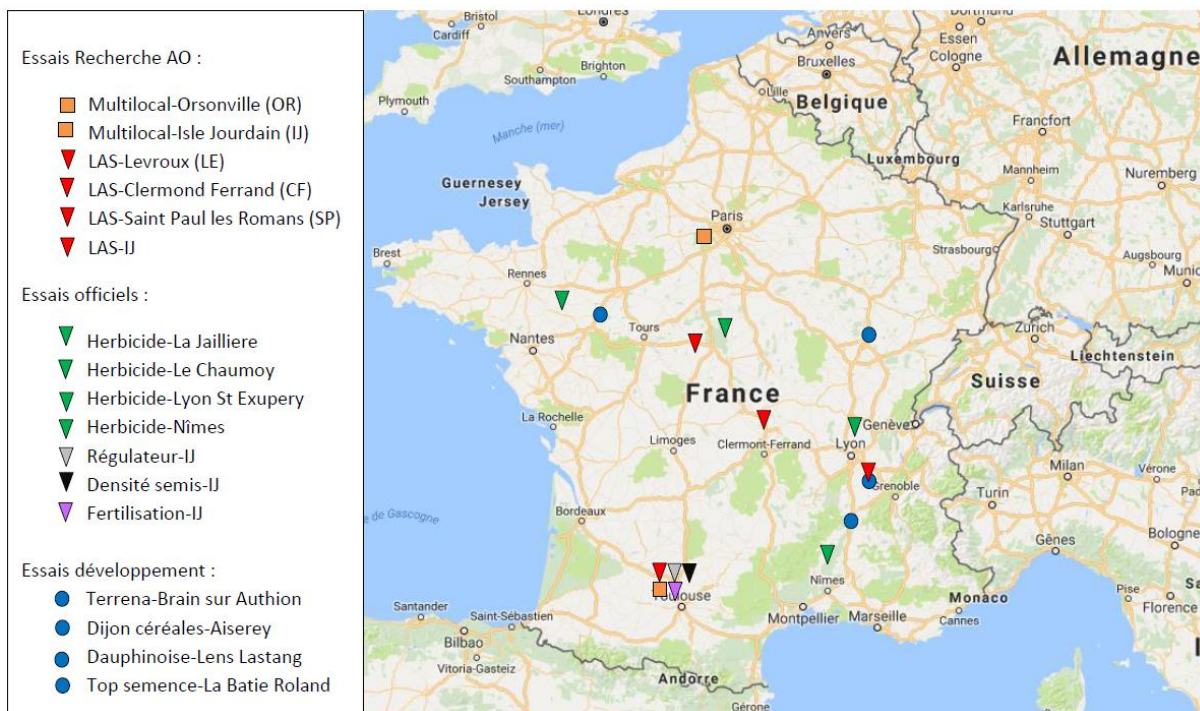 Essais Recherche AO :
Multilocal-Orsonville (OR)
Multilocal-Isle Jourdain (IJ)
LAS-Levroux (LE)
LAS-Clermond Ferrand (CF)
LAS-Saint Paul les Romans (SP)
LAS-IJ
Essais officiels :
Herbicide-La Jailliere
Herbicide-Le Chaumoy
Herbicide-Lyon St Exupery
Herbicide-Nîmes
Régulateur-IJ
Densité semis-IJ
Fertilisation-IJ
Essais développement :
Terrena-Brain sur Authion
Dijon céréales-Aiserey
Dauphinoise-Lens Lastang
Top semence-La Batie Roland
Bristol
Cardiff
Londres
Southampton
Brighton
Plymouth
Anvers
Bruxelles
Belgique
Lille
Essen
Cologne
Allemagne
Francfort
Manche (mer)
Luxembourg
Mannheim
Nuremberg
Guernesey
Jersey
Karlsruhe
Paris
Stuttgart
Strasbourg
Augsbourg
Brest
Rennes
Nantes
Tours
Zurich
Liechtenstein
Suisse
France
La Rochelle
Genève
Limoges
Clermont-Ferrand
Lyon
Milan
Vérone
Grenoble
Turin
Bordeaux
de Gascogne
Gênes
Bologne
Nîmes
Toulouse
Monaco
Pise
Florence
Santander
Saint-Sébastien
Montpellier
Marseille
Cannes
Bilbao
Vitoria-Gasteiz
Andorre
Gérone